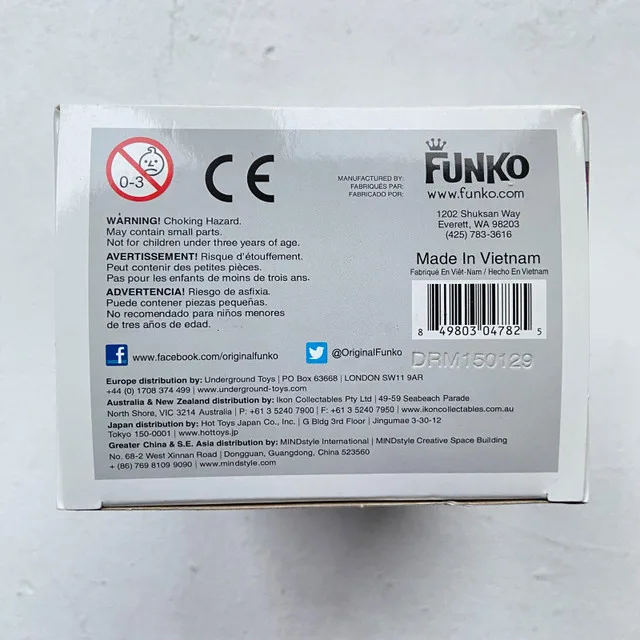 0-3
CE
MANUFACTURED BY:
FABRIQUÉS PAR:
FABRICADO POR:
FUNKO
www.funko.com
1202 Shuksan Way
Everett, WA 98203
(425) 783-3616
WARNING! Choking Hazard.
May contain small parts.
Not for children under three years of age.
AVERTISSEMENT! Risque d'étouffement.
Peut contenir des petites pièces.
Pas pour les enfants de moins de trois ans.
ADVERTENCIA! Riesgo de asfixia.
Puede contener piezas pequeñas.
No recomendado para niños menores
de tres años de edad.
Made In Vietnam
Fabriqué En Viêt-Nam / Hecho En Vietnam
8 49803 04782 5
DRM150129
f www.facebook.com/originalfunko
@OriginalFunko
Europe distribution by: Underground Toys | PO Box 63668 | LONDON SW11 9AR
+44 (0) 1708 374 499 | www.underground-toys.com
Australia & New Zealand distribution by: Ikon Collectables Pty Ltd | 49-59 Seabeach Parade
North Shore, VIC 3214 Australia | P: +61 3 5240 7900 | F: +61 3 5240 7950 | www.ikoncollectables.com.au
Japan distribution by: Hot Toys Japan Co., Inc. | G Bldg 3rd Floor | Jingumae 3-30-12
Tokyo 150-0001 www.hottoys.jp
Greater China & S.E. Asia distribution by: MINDstyle International | MINDstyle Creative Space Building
No. 68-2 West Xinnan Road | Dongguan, Guangdong, China 523560
+ (86) 769 8109 9090 | www.mindstyle.com